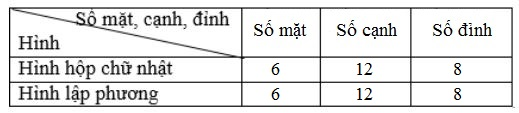 Số mặt, cạnh, đỉnh
Hình
Số mặt
Số cạnh
Số đỉnh
Hình hộp chữ nhật
6
12
8
Hình lập phương
6
12
8